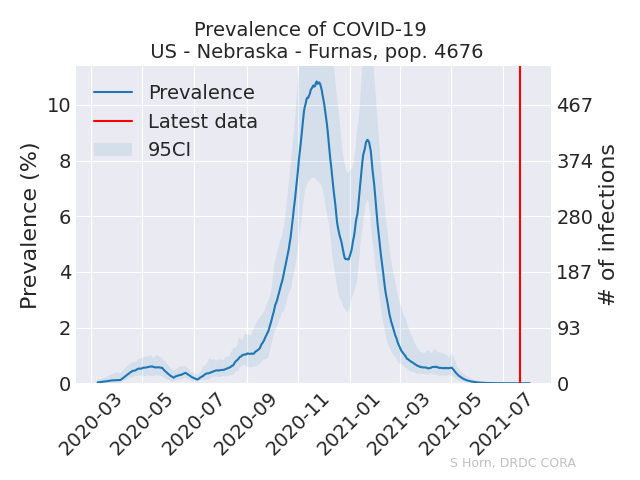 Prevalence of COVID-19
US - Nebraska - Furnas, pop. 4676
Prevalence
Latest data
95CI
Prevalence (%)
10
8
6
4
2
0
# of infections
467
374
280
187
93
0
2020-03
2020-05
2020-07
2020-09
2020-11
2021-01
2021-03
2021-05
2021-07
S Horn, DRDC CORA